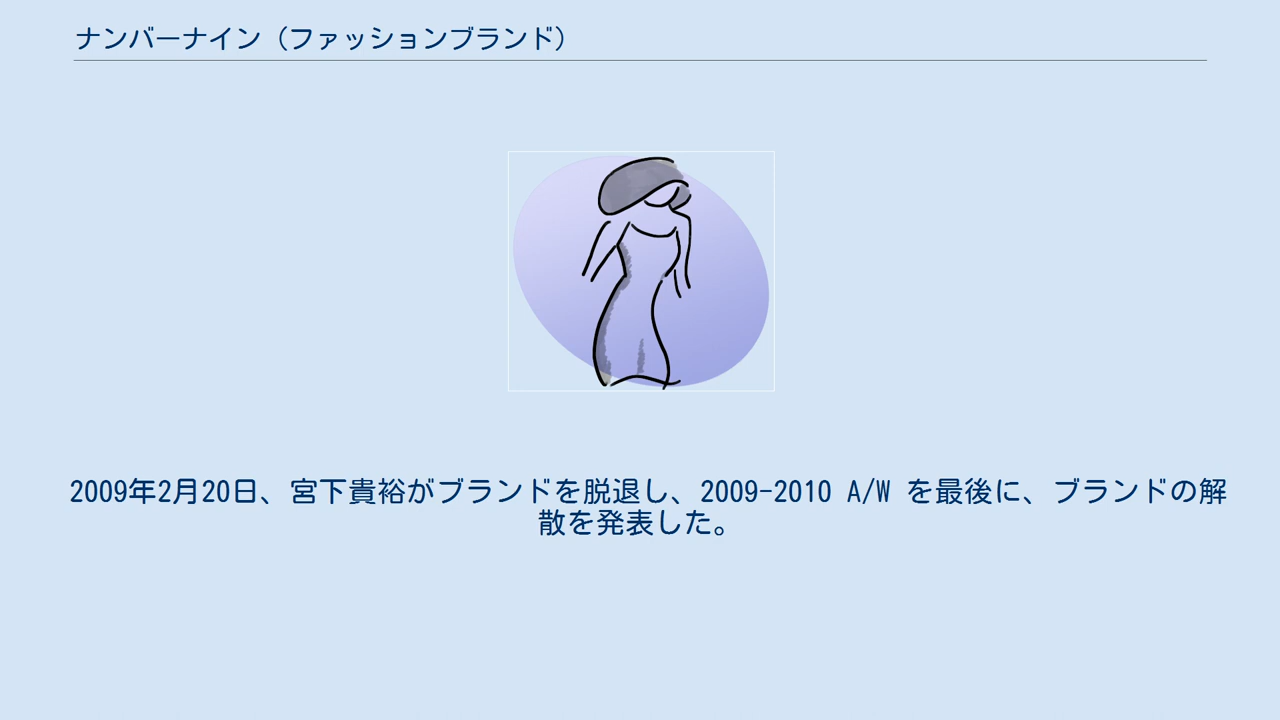 ナンバーナイン（ファッションブランド）
2009年2月20日、宮下貴裕がブランドを脱退し、2009-2010 A/W を最後に、ブランドの解
散を発表した。